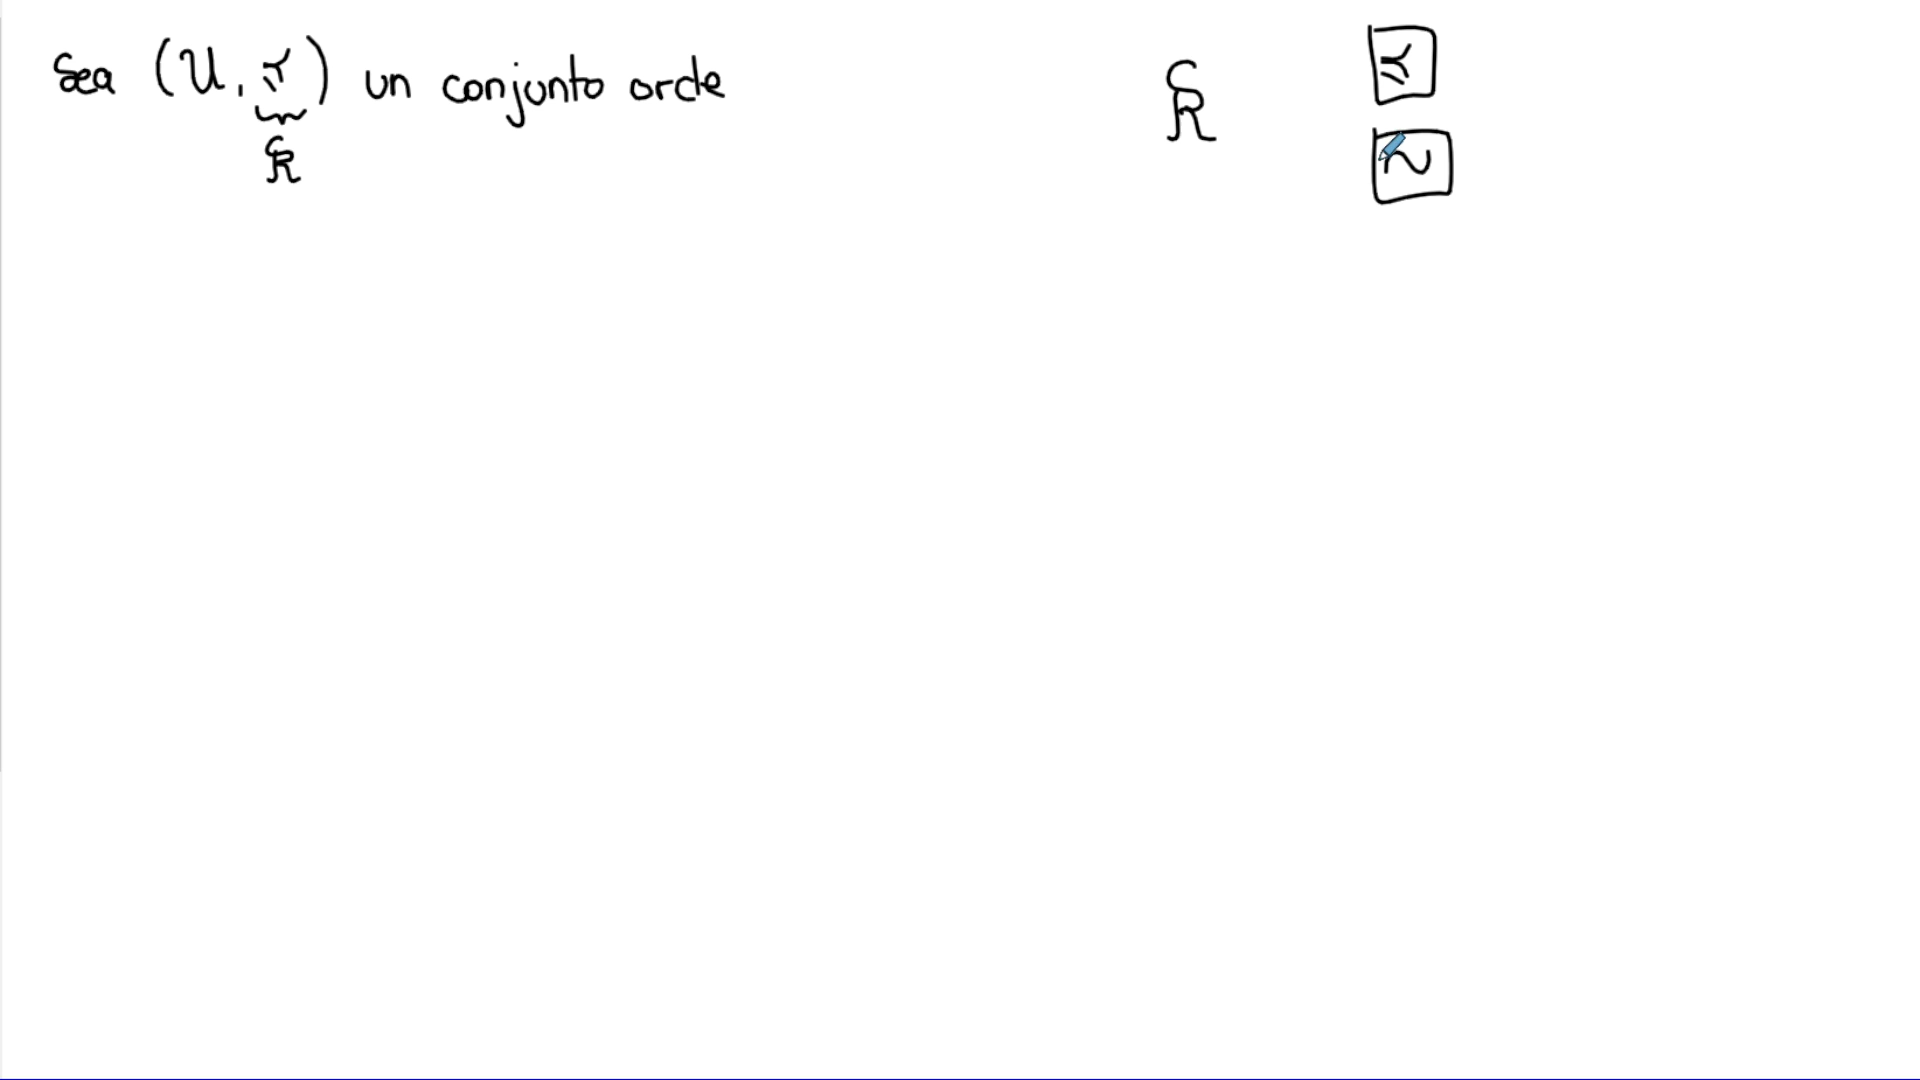 Sea (U, ≼) un conjunto orde
R
R
≼
~